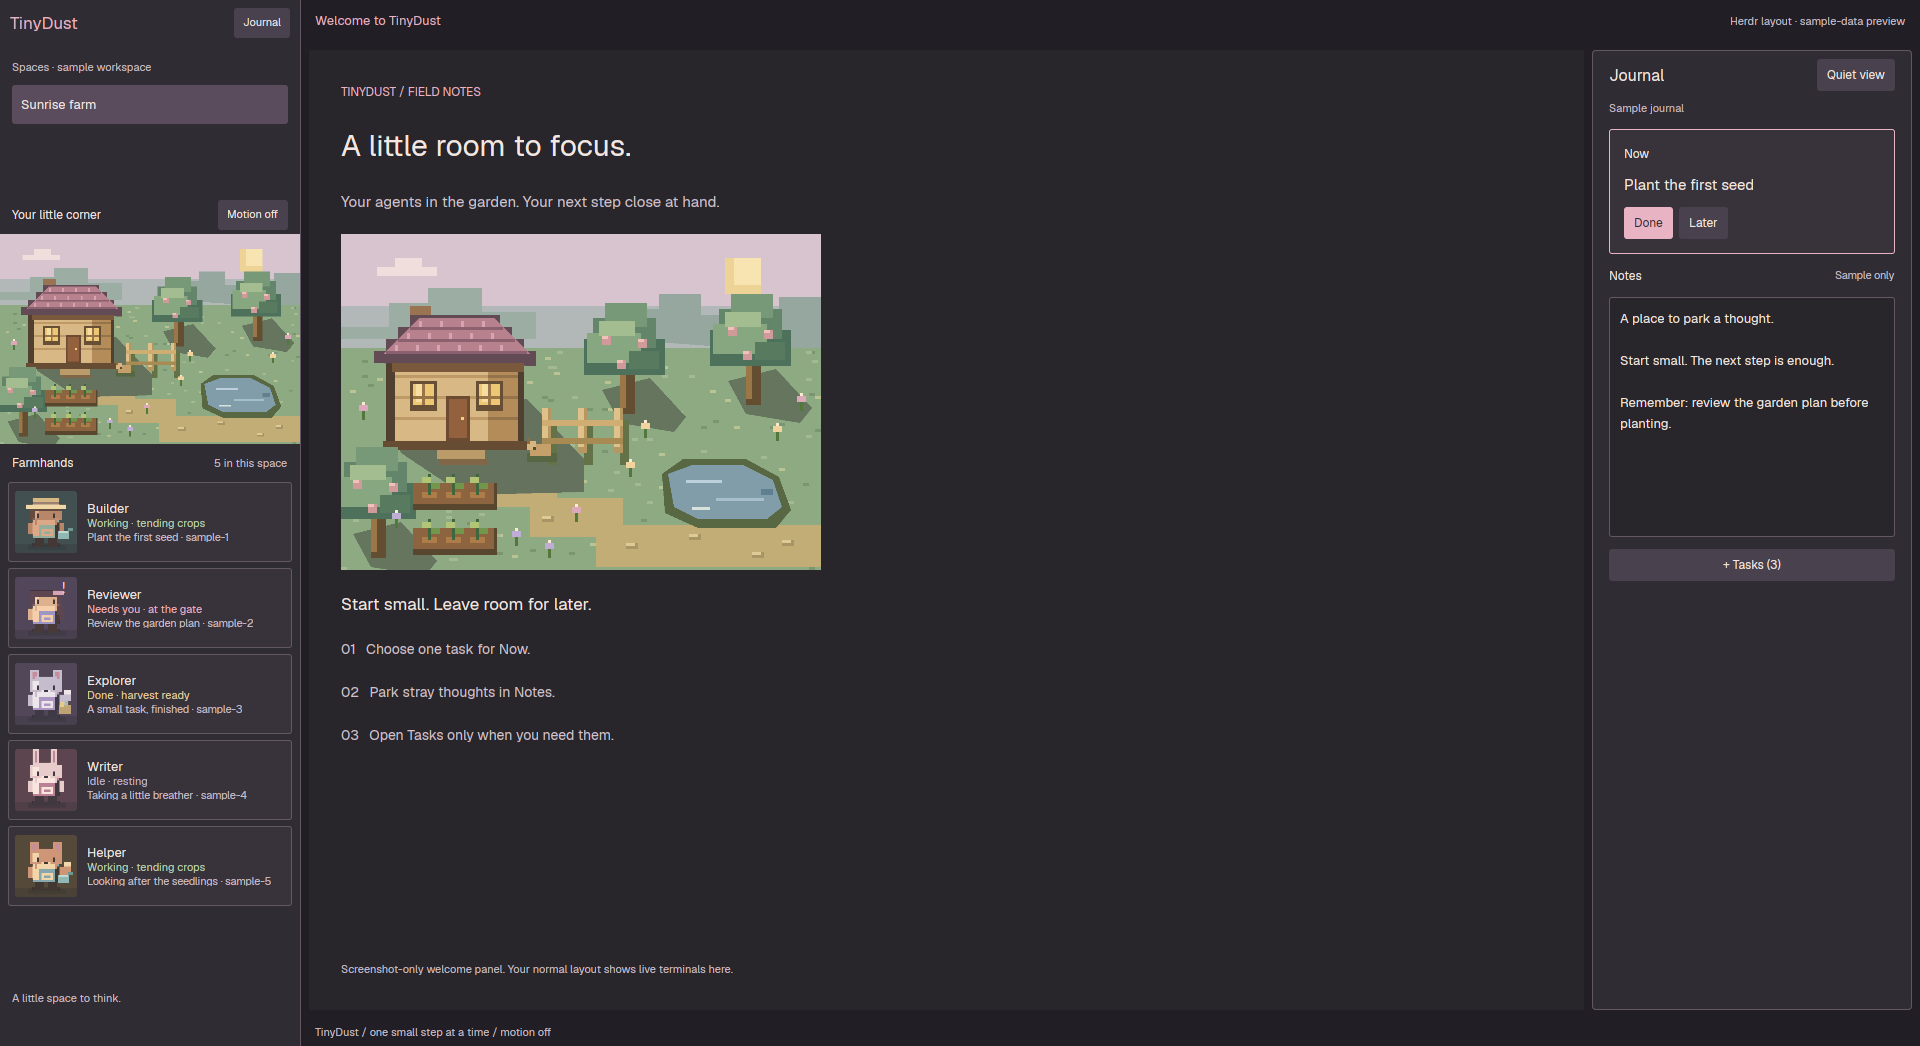 TinyDust
Journal
Spaces · sample workspace
Sunrise farm
Your little corner
Motion off
Farmhands
5 in this space
Builder
Working · tending crops
Plant the first seed · sample-1
Reviewer
Needs you · at the gate
Review the garden plan · sample-2
Explorer
Done · harvest ready
A small task, finished · sample-3
Writer
Idle · resting
Taking a little breather · sample-4
Helper
Working · tending crops
Looking after the seedlings · sample-5
A little space to think.
Welcome to TinyDust
Herdr layout · sample-data preview
TINYDUST / FIELD NOTES
A little room to focus.
Your agents in the garden. Your next step close at hand.
Start small. Leave room for later.
01 Choose one task for Now.
02 Park stray thoughts in Notes.
03 Open Tasks only when you need them.
Screenshot-only welcome panel. Your normal layout shows live terminals here.
TinyDust / one small step at a time / motion off
Journal
Quiet view
Sample journal
Now
Plant the first seed
Done
Later
Notes
Sample only
A place to park a thought.
Start small. The next step is enough.
Remember: review the garden plan before
planting.
+ Tasks (3)